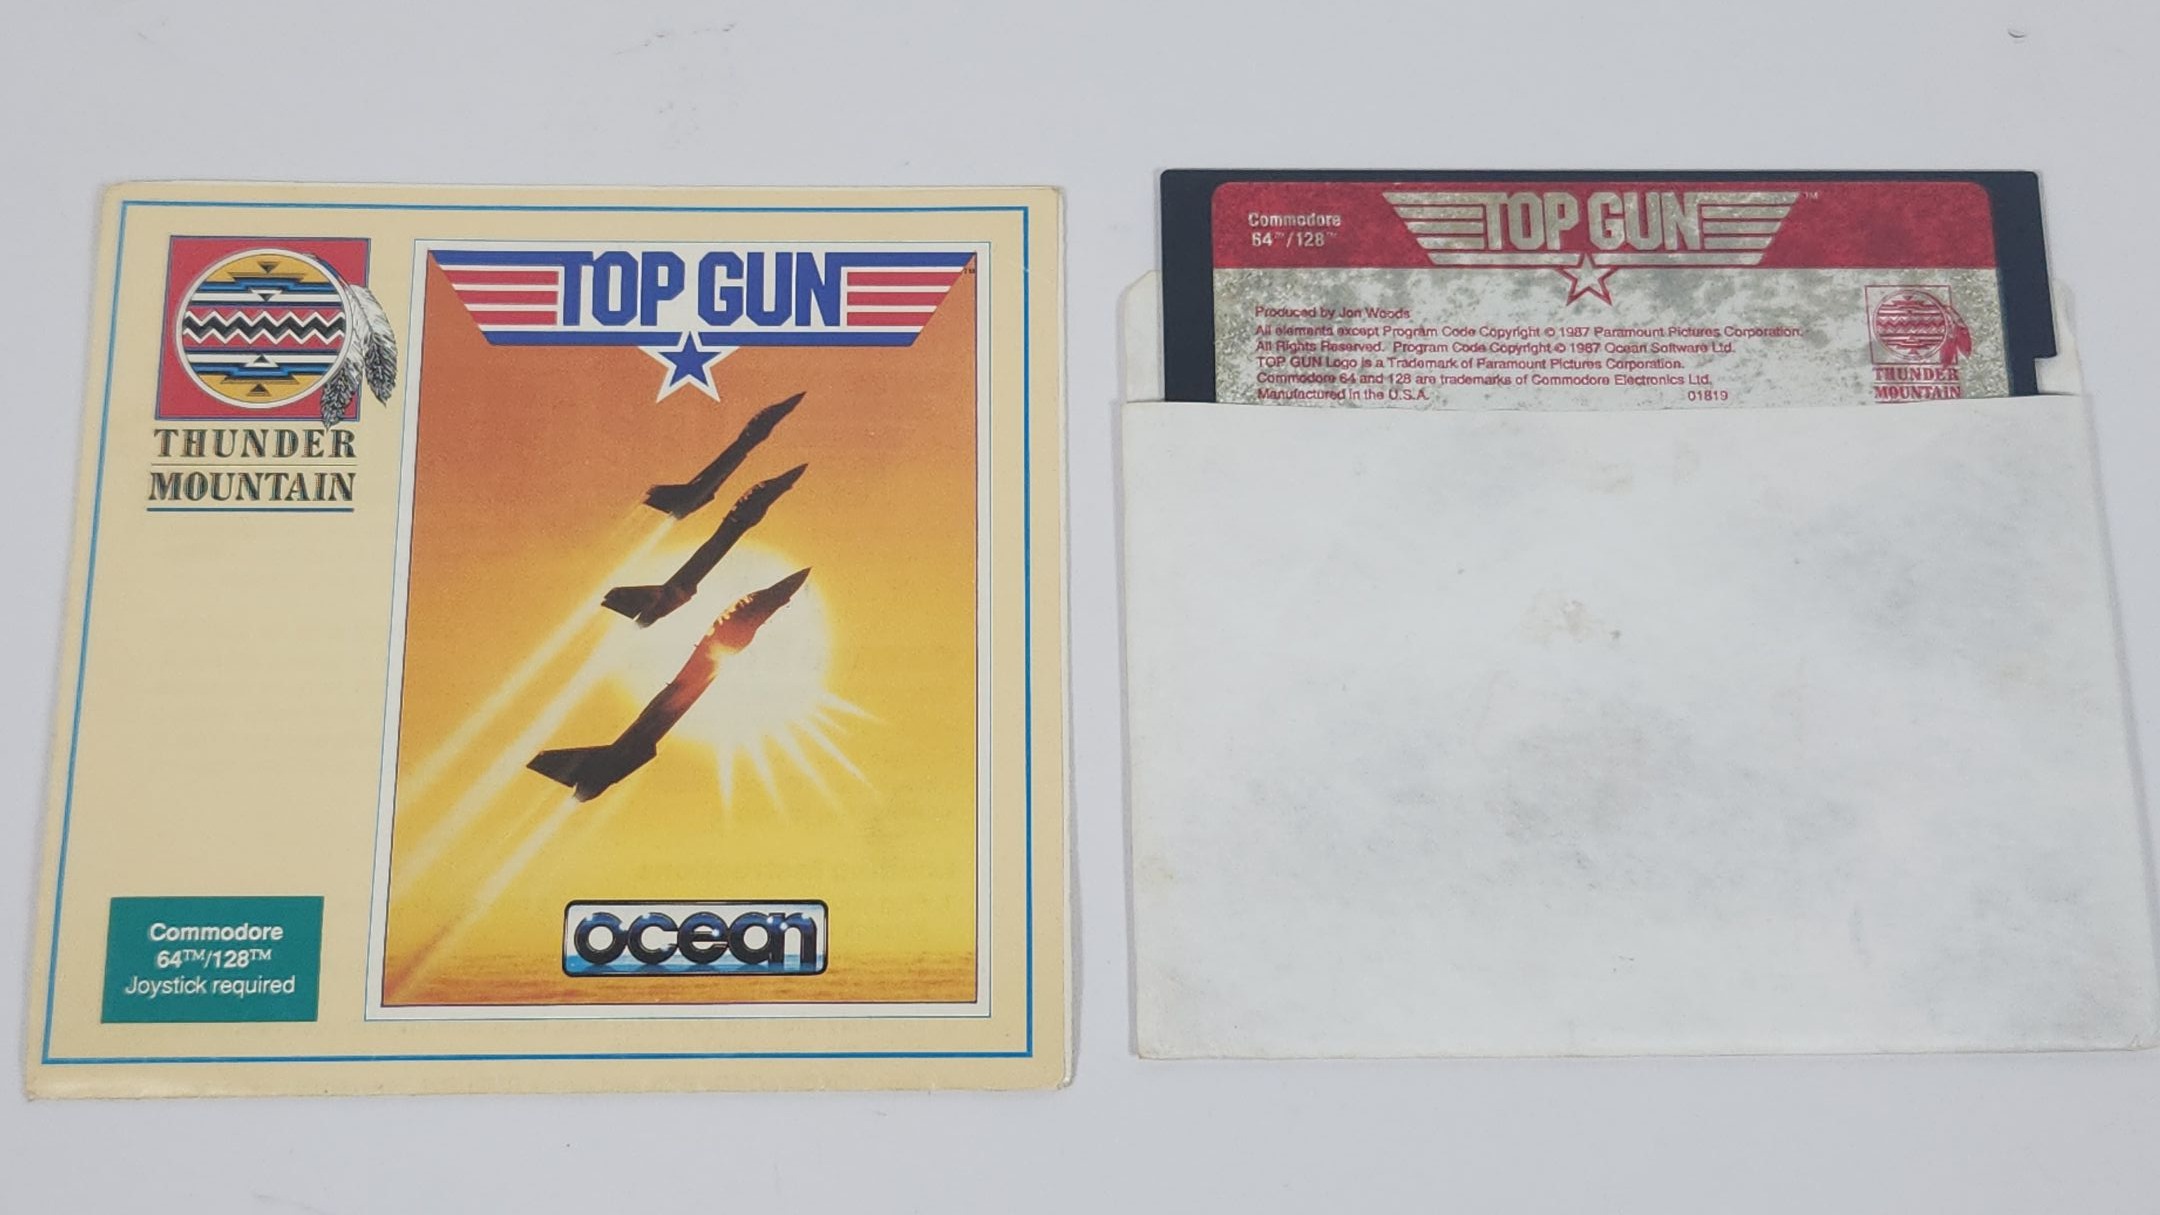 THUNDER
MOUNTAIN
TOP GUN™
ocean
Commodore
64™/128™
Joystick required
Commodore
64™/128™
TOP GUN™
Produced by Jon Woods
All elements except Program Code Copyright © 1987 Paramount Pictures Corporation.
All Rights Reserved. Program Code Copyright © 1987 Ocean Software Ltd.
TOP GUN Logo is a Trademark of Paramount Pictures Corporation.
Commodore 64 and 128 are trademarks of Commodore Electronics Ltd.
Manufactured in the U.S.A. 01819
THUNDER
MOUNTAIN